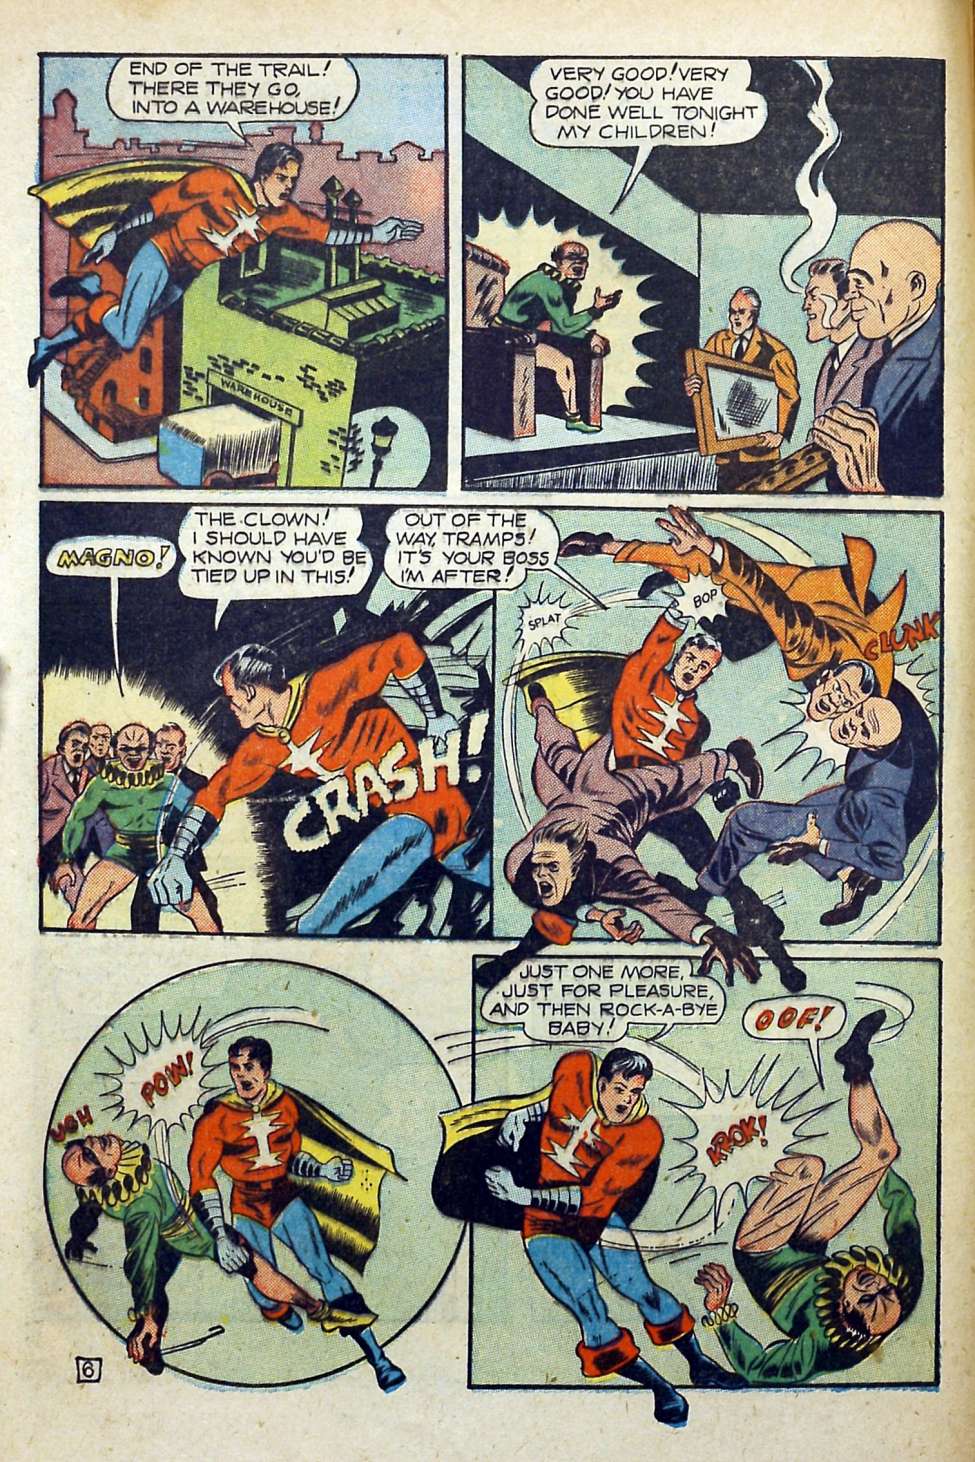 END OF THE TRAIL!
THERE THEY GO,
INTO A WAREHOUSE!
WAREHOUSE
VERY GOOD! VERY
GOOD! YOU HAVE
DONE WELL TONIGHT
MY CHILDREN!
MAGNO!
THE CLOWN!
I SHOULD HAVE
KNOWN YOU'D BE
TIED UP IN THIS!
CRASH!
OUT OF THE
WAY, TRAMPS!
IT'S YOUR BOSS
I'M AFTER!
SPLAT
BOP
CLUNK
UGH
POW!
JUST ONE MORE,
JUST FOR PLEASURE,
AND THEN ROCK-A-BYE
BABY!
KROK!
OOF!
6